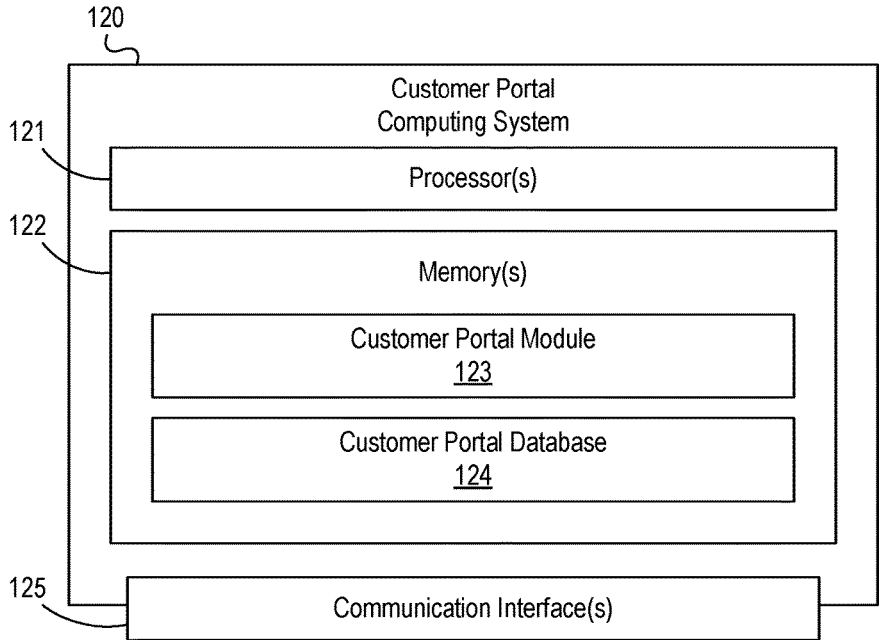 120
Customer Portal
Computing System
121
Processor(s)
122
Memory(s)
Customer Portal Module
123
Customer Portal Database
124
125
Communication Interface(s)